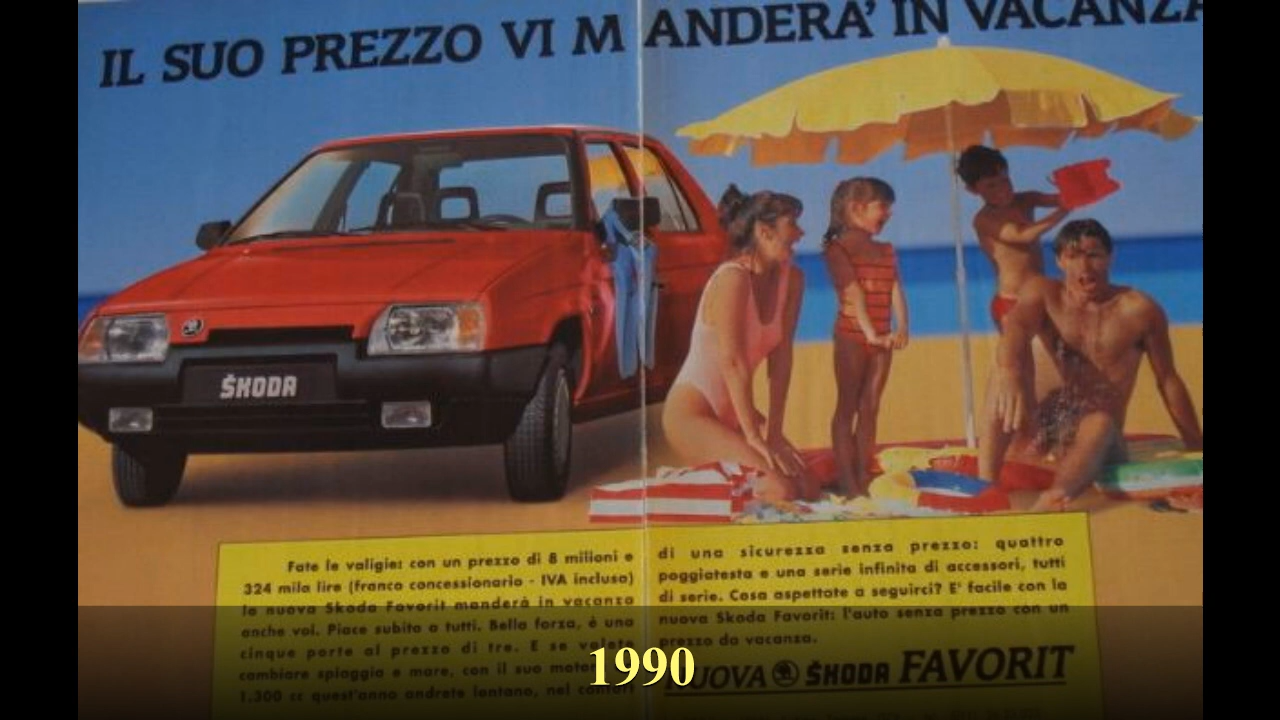 IL SUO PREZZO VI MANDERA' IN VACANZA
ŠKODA
Fate le valigie: con un prezzo di 8 milioni e
324 mila lire (franco concessionario - IVA inclusa)
la nuova Skoda Favorit manderà in vacanza
anche voi. Piace subito a tutti. Bella forza, è una
cinque porte al prezzo di tre. E se volete
cambiare spiaggia e mare, con il suo motore
1.300 cc quest'anno andrete lontano, nel comfort
di una sicurezza senza prezzo: quattro
poggiatesta e una serie infinita di accessori, tutti
di serie. Cosa aspettate a seguirci? E' facile con la
nuova Skoda Favorit: l'auto senza prezzo con un
prezzo da vacanza.
NUOVA ŠKODA FAVORIT
1990